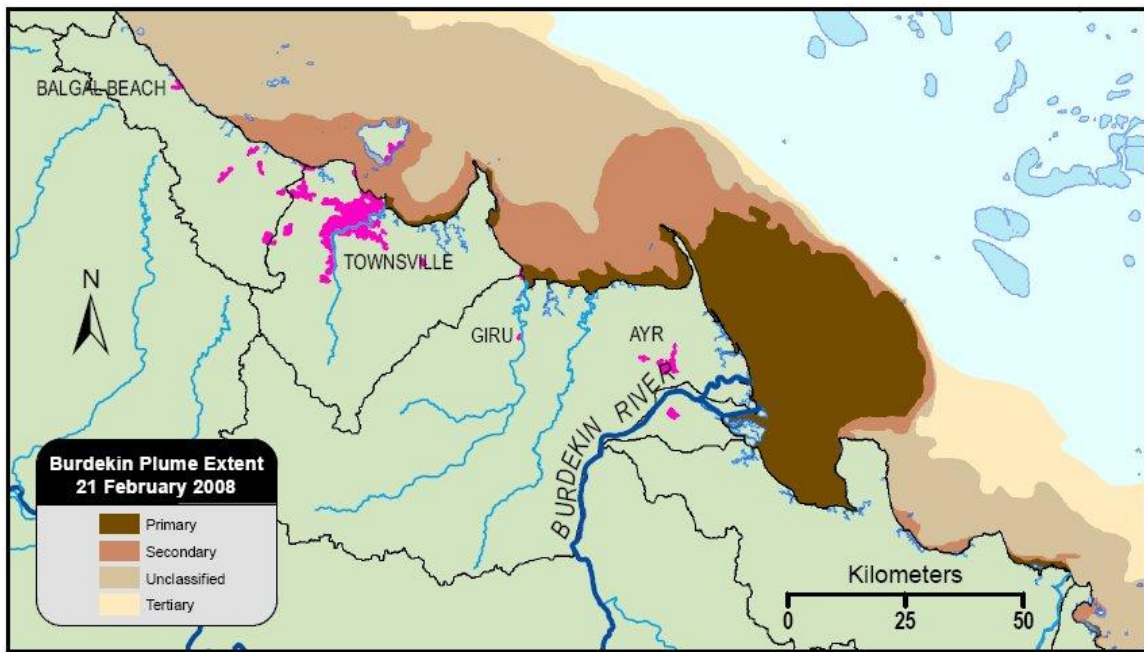 BALGAL BEACH
TOWNSVILLE
N
GIRU
AYR
BURDEKIN RIVER
Burdekin Plume Extent
21 February 2008
Primary
Secondary
Unclassified
Tertiary
Kilometers
0 25 50